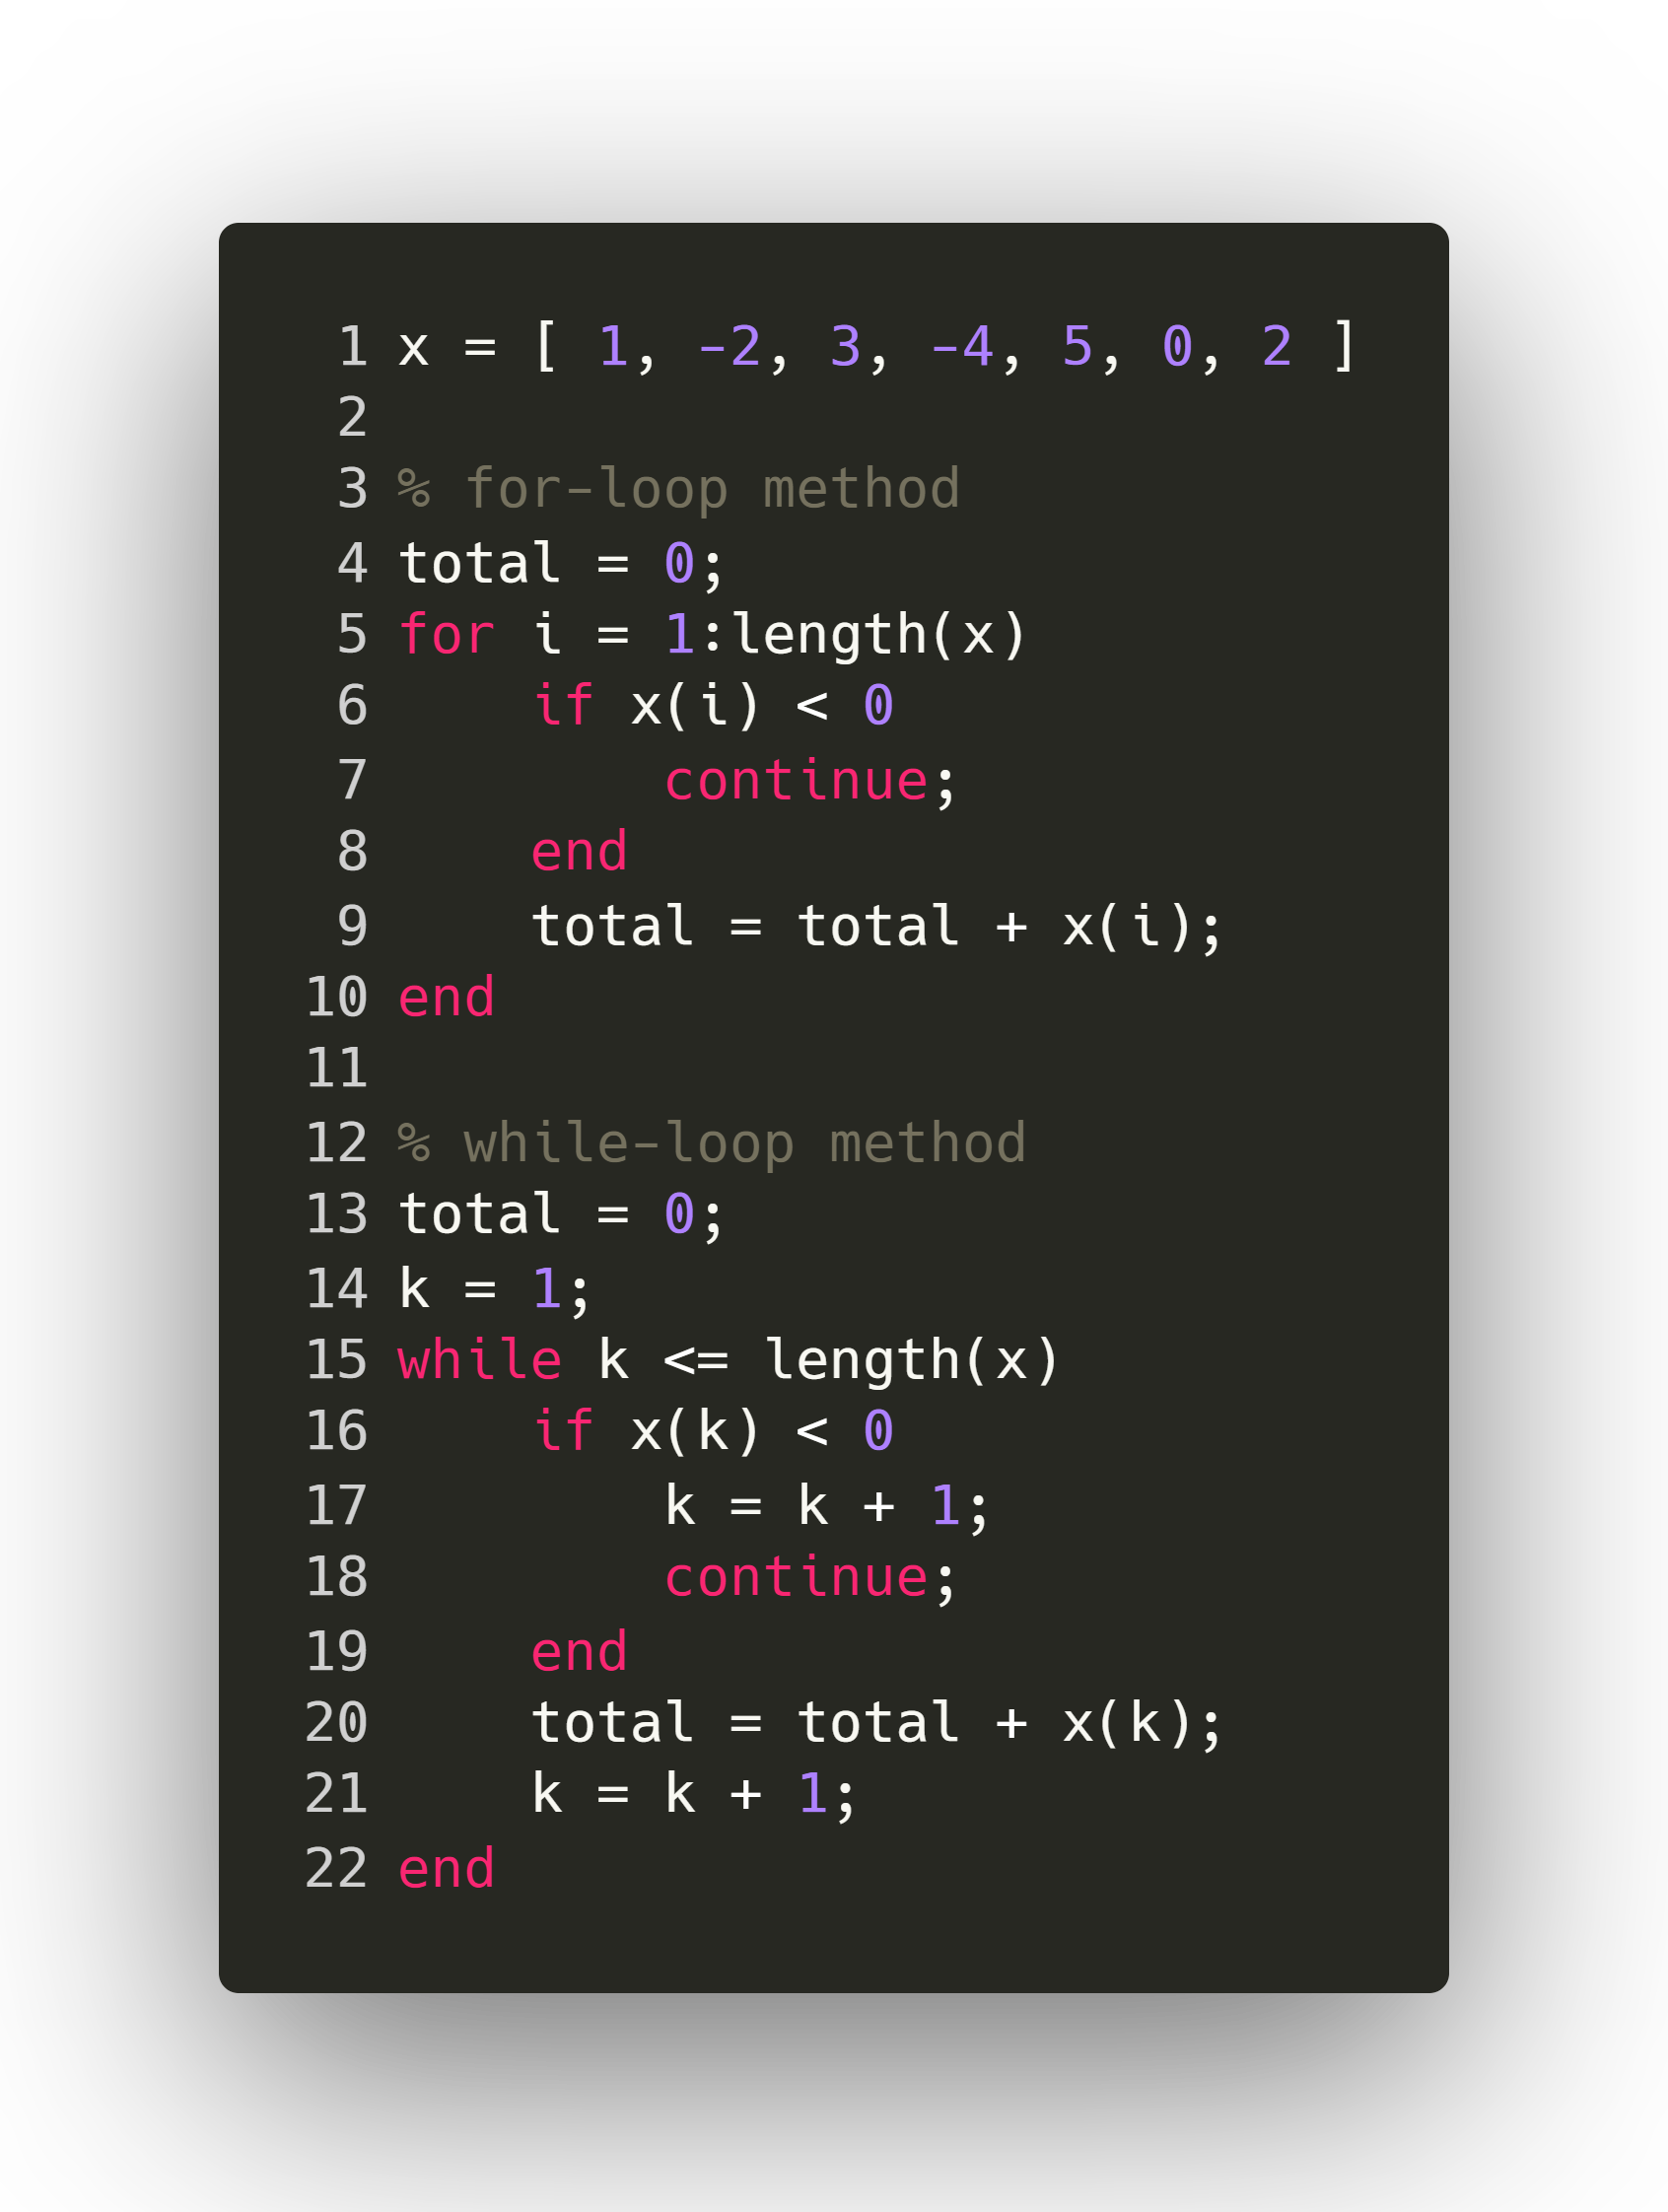 1 x = [ 1, -2, 3, -4, 5, 0, 2 ]
2
3 % for-loop method
4 total = 0;
5 for i = 1:length(x)
6     if x(i) < 0
7         continue;
8     end
9     total = total + x(i);
10 end
11
12 % while-loop method
13 total = 0;
14 k = 1;
15 while k <= length(x)
16     if x(k) < 0
17         k = k + 1;
18         continue;
19     end
20     total = total + x(k);
21     k = k + 1;
22 end